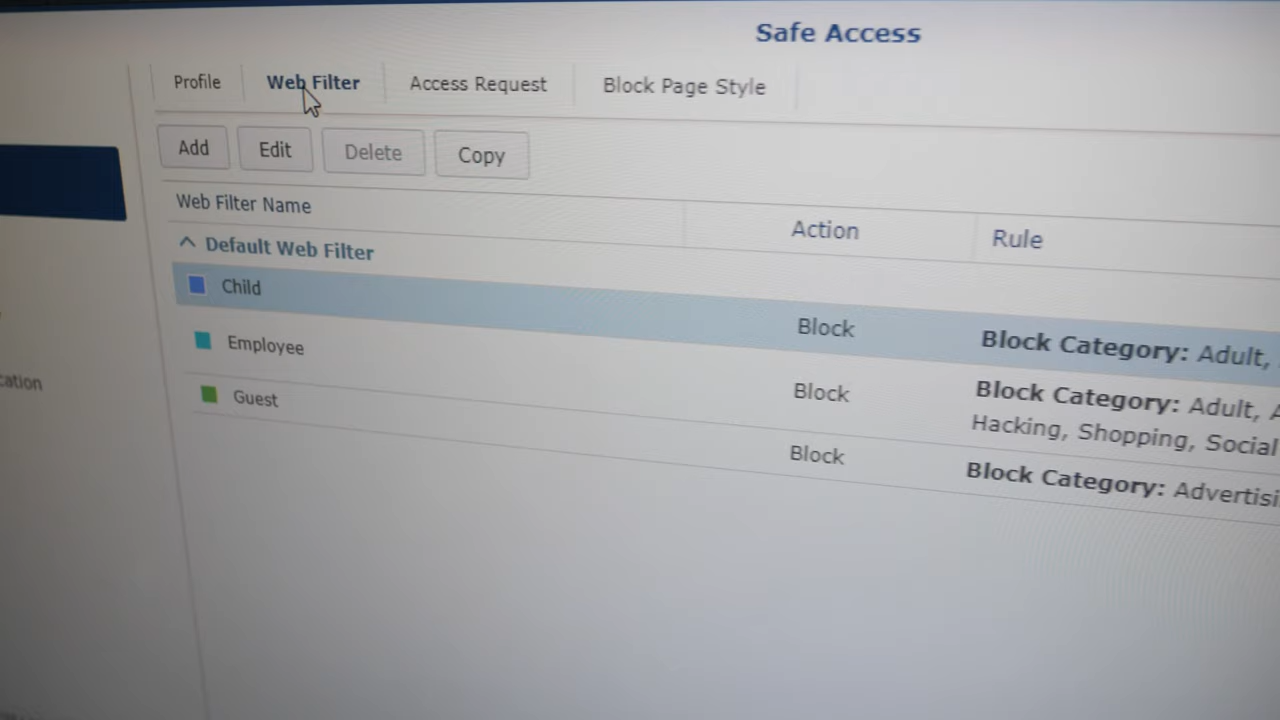 Safe Access
Profile Web Filter Access Request Block Page Style
Add Edit Delete Copy
Web Filter Name Action Rule
Default Web Filter
Child Block Block Category: Adult,
Employee Block Block Category: Adult,
Hacking, Shopping, Social
Guest Block Block Category: Advertisi
cation